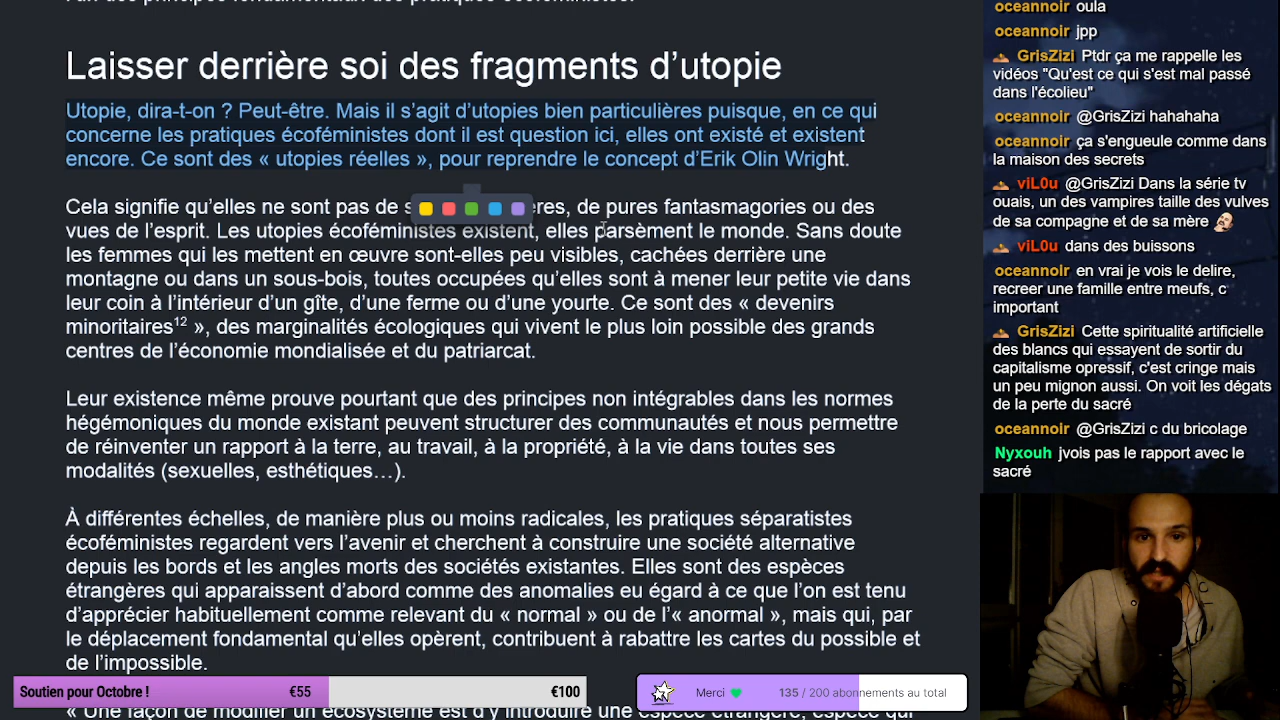 Laisser derrière soi des fragments d’utopie
Utopie, dira-t-on ? Peut-être. Mais il s’agit d’utopies bien particulières puisque, en ce qui
concerne les pratiques écoféministes dont il est question ici, elles ont existé et existent
encore. Ce sont des « utopies réelles », pour reprendre le concept d’Erik Olin Wright.
Cela signifie qu’elles ne sont pas de pures fantasmagories ou des
vues de l’esprit. Les utopies écoféministes existent, elles parsèment le monde. Sans doute
les femmes qui les mettent en œuvre sont-elles peu visibles, cachées derrière une
montagne ou dans un sous-bois, toutes occupées qu’elles sont à mener leur petite vie dans
leur coin à l’intérieur d’un gîte, d’une ferme ou d’une yourte. Ce sont des « devenirs
minoritaires12 », des marginalités écologiques qui vivent le plus loin possible des grands
centres de l’économie mondialisée et du patriarcat.
Leur existence même prouve pourtant que des principes non intégrables dans les normes
hégémoniques du monde existant peuvent structurer des communautés et nous permettre
de réinventer un rapport à la terre, au travail, à la propriété, à la vie dans toutes ses
modalités (sexuelles, esthétiques…).
À différentes échelles, de manière plus ou moins radicales, les pratiques séparatistes
écoféministes regardent vers l’avenir et cherchent à construire une société alternative
depuis les bords et les angles morts des sociétés existantes. Elles sont des espèces
étrangères qui apparaissent d’abord comme des anomalies eu égard à ce que l’on est tenu
d’apprécier habituellement comme relevant du « normal » ou de l’« anormal », mais qui, par
le déplacement fondamental qu’elles opèrent, contribuent à rabattre les cartes du possible et
de l’impossible.
« Une façon de modifier un écosystème est d’y introduire une espèce étrangère, espèce qui
Soutien pour Octobre ! €55 €100
Merci 135 / 200 abonnements au total
oceannoir oula
oceannoir jpp
GrisZizi Ptdr ça me rappelle les
vidéos "Qu'est ce qui s'est mal passé
dans l'écolieu"
oceannoir @GrisZizi hahahaha
oceannoir ça s'engueule comme dans
la maison des secrets
viL0u @GrisZizi Dans la série tv
ouais, un des vampires taille des vulves
de sa compagne et de sa mère
viL0u dans des buissons
oceannoir en vrai je vois le delire,
recreer une famille entre meufs, c
important
GrisZizi Cette spiritualité artificielle
des blancs qui essayent de sortir du
capitalisme opressif, c'est cringe mais
un peu mignon aussi. On voit les dégats
de la perte du sacré
oceannoir @GrisZizi c du bricolage
Nyxouh jvois pas le rapport avec le
sacré